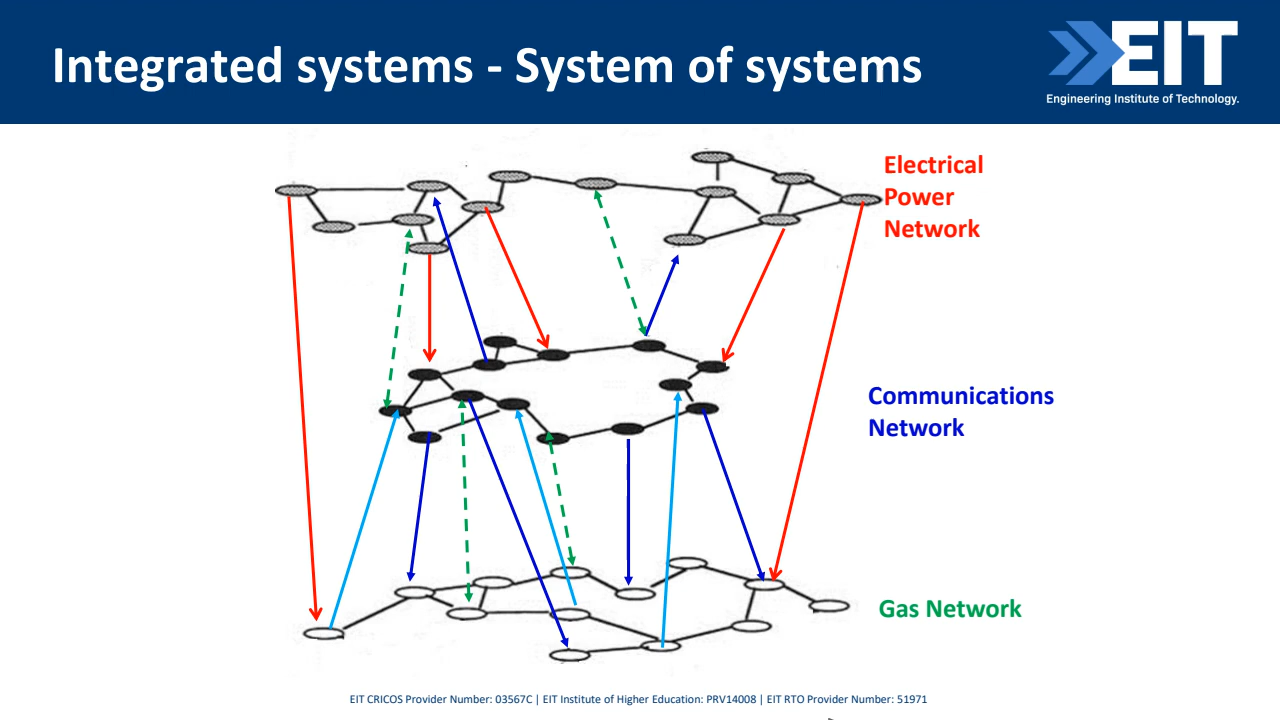 Integrated systems - System of systems
EIT
Engineering Institute of Technology.
Electrical
Power
Network
Communications
Network
Gas Network
EIT CRICOS Provider Number: 03567C | EIT Institute of Higher Education: PRV14008 | EIT RTO Provider Number: 51971